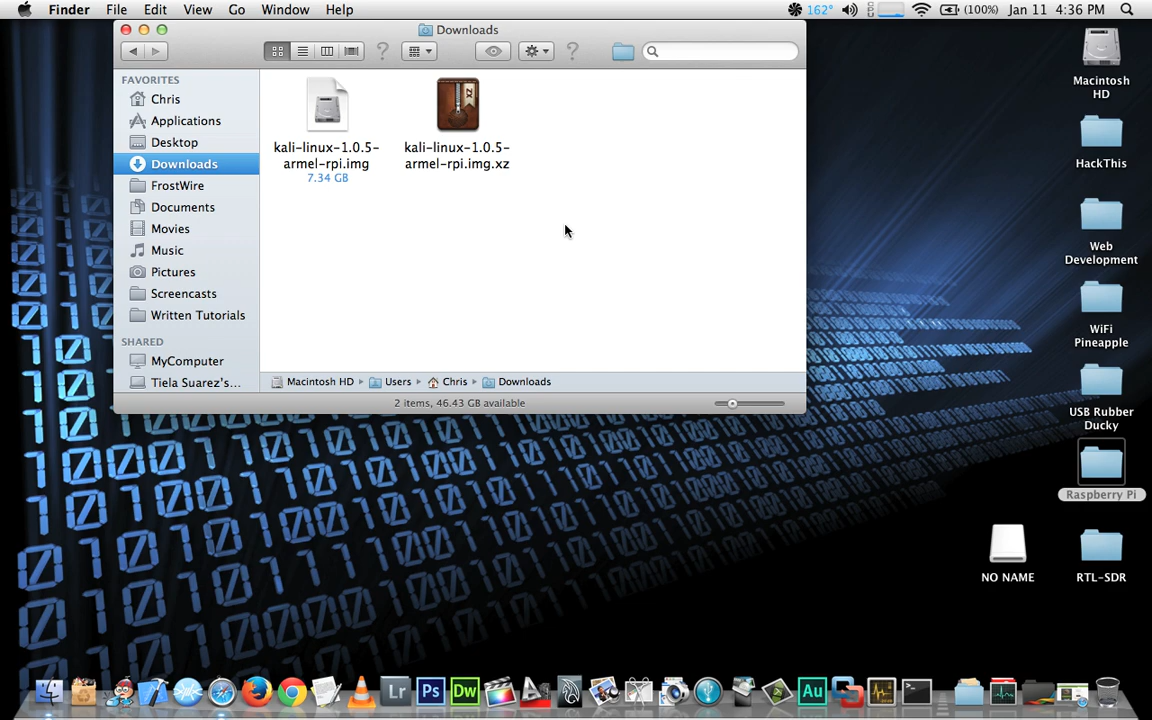 Finder File Edit View Go Window Help
162° (100%) Jan 11 4:36 PM
Downloads
FAVORITES
Chris
Applications
Desktop
Downloads
FrostWire
Documents
Movies
Music
Pictures
Screencasts
Written Tutorials
SHARED
MyComputer
Tiela Suarez's...
kali-linux-1.0.5-
armel-rpi.img
7.34 GB
kali-linux-1.0.5-
armel-rpi.img.xz
Macintosh HD ▸ Users ▸ Chris ▸ Downloads
2 items, 46.43 GB available
Macintosh
HD
HackThis
Web
Development
WiFi
Pineapple
USB Rubber
Ducky
Raspberry Pi
NO NAME
RTL-SDR
Lr
Ps
Dw
Au